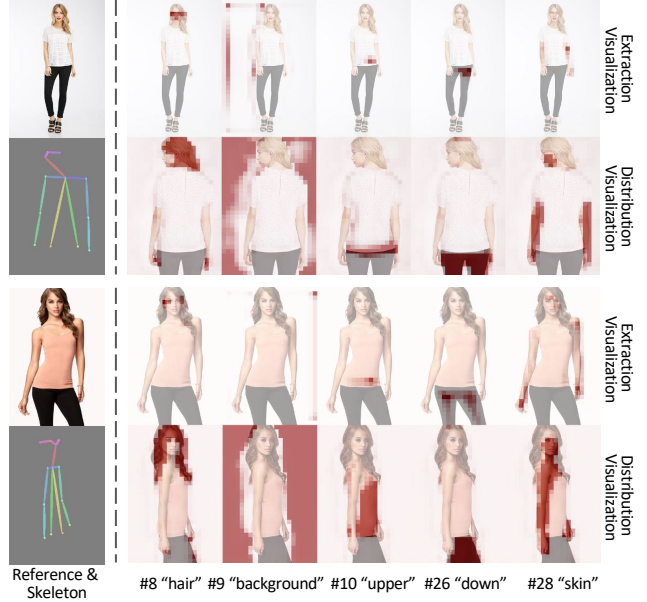 Extraction
Visualization
Distribution
Visualization
Extraction
Visualization
Distribution
Visualization
Reference &
Skeleton
#8 “hair” #9 “background” #10 “upper” #26 “down” #28 “skin”